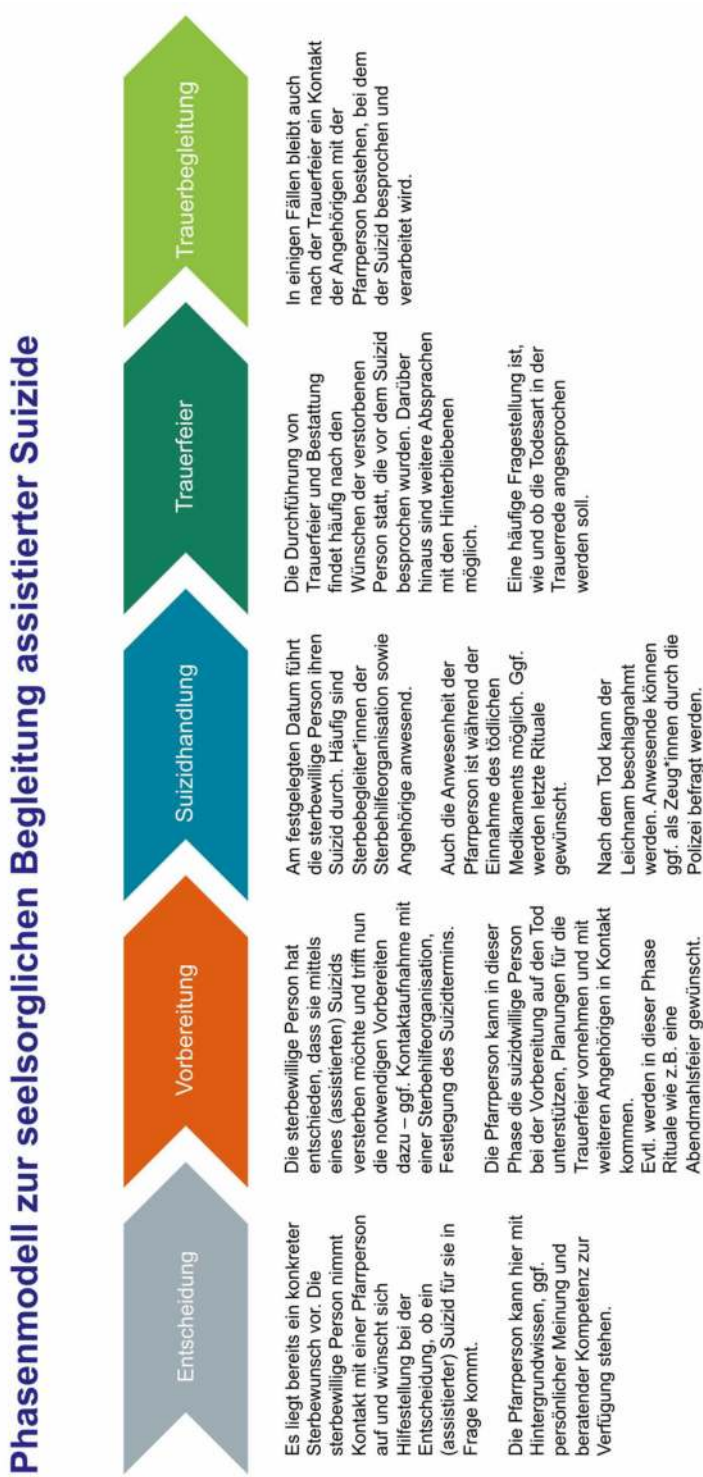 Phasenmodell zur seelsorglichen Begleitung assistierter Suizide
Entscheidung
Es liegt bereits ein konkreter
Sterbewunsch vor. Die
sterbewillige Person nimmt
Kontakt mit einer Pfarrperson
auf und wünscht sich
Hilfestellung bei der
Entscheidung, ob ein
(assistierter) Suizid für sie in
Frage kommt.
Die Pfarrperson kann hier mit
Hintergrundwissen, ggf.
persönlicher Meinung und
beratender Kompetenz zur
Verfügung stehen.
Vorbereitung
Die sterbewillige Person hat
entschieden, dass sie mittels
eines (assistierten) Suizids
versterben möchte und trifft nun
die notwendigen Vorbereiten
dazu – ggf. Kontaktaufnahme mit
einer Sterbehilfeorganisation,
Festlegung des Suizidtermins.
Die Pfarrperson kann in dieser
Phase die suizidwillige Person
bei der Vorbereitung auf den Tod
unterstützen, Planungen für die
Trauerfeier vornehmen und mit
weiteren Angehörigen in Kontakt
kommen.
Evtl. werden in dieser Phase
Rituale wie z.B. eine
Abendmahlsfeier gewünscht.
Suizidhandlung
Am festgelegten Datum führt
die sterbewillige Person ihren
Suizid durch. Häufig sind
Sterbebegleiter*innen der
Sterbehilfeorganisation sowie
Angehörige anwesend.
Auch die Anwesenheit der
Pfarrperson ist während der
Einnahme des tödlichen
Medikaments möglich. Ggf.
werden letzte Rituale
gewünscht.
Nach dem Tod kann der
Leichnam beschlagnahmt
werden. Anwesende können
ggf. als Zeug*innen durch die
Polizei befragt werden.
Trauerfeier
Die Durchführung von
Trauerfeier und Bestattung
findet häufig nach den
Wünschen der verstorbenen
Person statt, die vor dem Suizid
besprochen wurden. Darüber
hinaus sind weitere Absprachen
mit den Hinterbliebenen
möglich.
Eine häufige Fragestellung ist,
wie und ob die Todesart in der
Trauerrede angesprochen
werden soll.
Trauerbegleitung
In einigen Fällen bleibt auch
nach der Trauerfeier ein Kontakt
der Angehörigen mit der
Pfarrperson bestehen, bei dem
der Suizid besprochen und
verarbeitet wird.